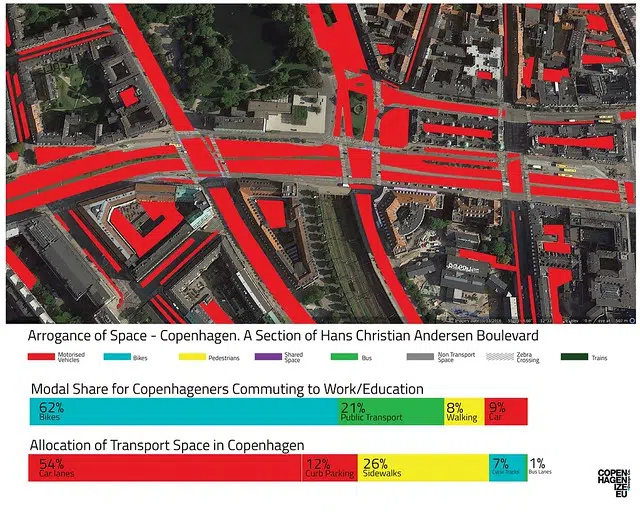 Arrogance of Space - Copenhagen. A Section of Hans Christian Andersen Boulevard
Motorised Vehicles
Bikes
Pedestrians
Shared Space
Bus
Non Transport Space
Zebra Crossing
Trains
Modal Share for Copenhageners Commuting to Work/Education
62% 21% 8% 9%
Bikes Public Transport Walking Car
Allocation of Transport Space in Copenhagen
54% 12% 26% 7% 1%
Car lanes Curb Parking Sidewalks Cycle Tracks Bus Lanes
COPEN
HAGEN
IZE
EU